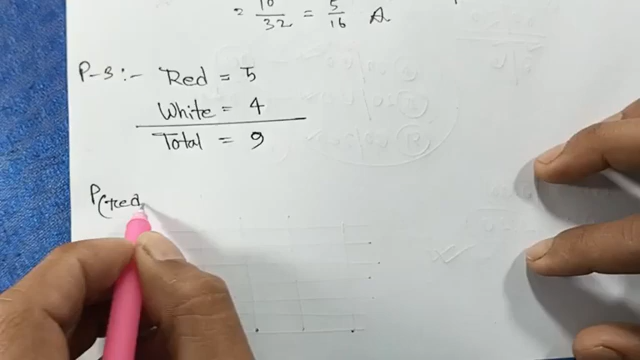 = 10/32 = 5/16 A
P-3:- Red = 5
White = 4
Total = 9
P(red,